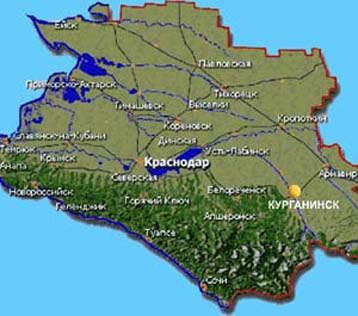 Ейск
Павловская
Приморско-Ахтарск
Тихорецк
Тимашевск
Выселки
Кореновск
Кропоткин
Славянск-на-Кубани
Динская
Темрюк
Усть-Лабинск
Крымск
Краснодар
Анапа
Северская
Армавир
Новороссийск
Белореченск
Горячий Ключ
КУРГАНИНСК
Геленджик
Апшеронск
Туапсе
Сочи